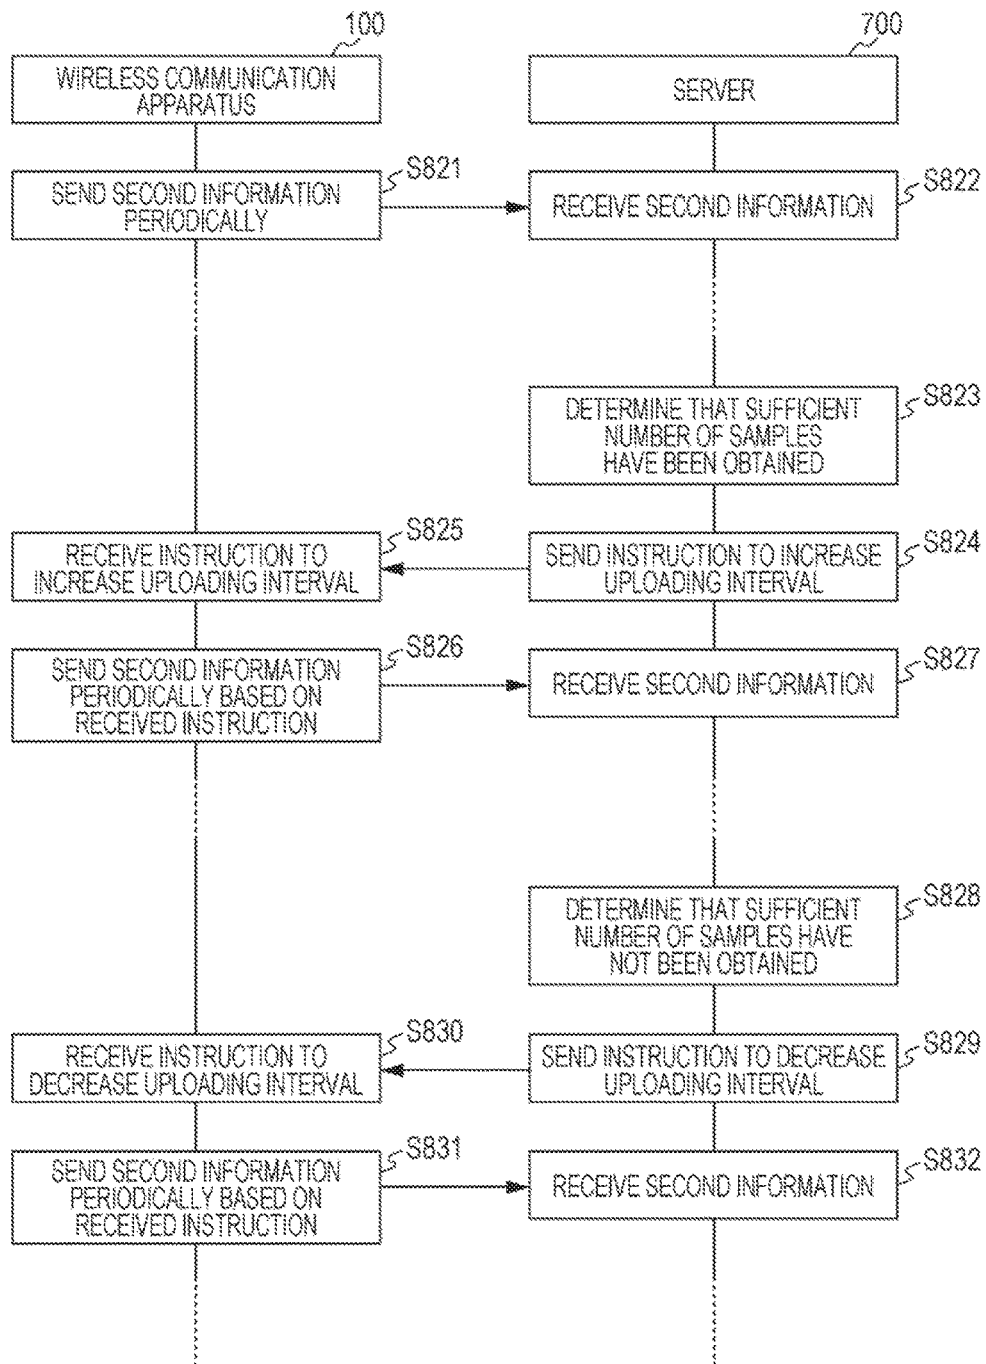 100
700
WIRELESS COMMUNICATION
APPARATUS
SERVER
S821
SEND SECOND INFORMATION
PERIODICALLY
S822
RECEIVE SECOND INFORMATION
S823
DETERMINE THAT SUFFICIENT
NUMBER OF SAMPLES
HAVE BEEN OBTAINED
S825
RECEIVE INSTRUCTION TO
INCREASE UPLOADING INTERVAL
S824
SEND INSTRUCTION TO INCREASE
UPLOADING INTERVAL
S826
SEND SECOND INFORMATION
PERIODICALLY BASED ON
RECEIVED INSTRUCTION
S827
RECEIVE SECOND INFORMATION
S828
DETERMINE THAT SUFFICIENT
NUMBER OF SAMPLES HAVE
NOT BEEN OBTAINED
S830
RECEIVE INSTRUCTION TO
DECREASE UPLOADING INTERVAL
S829
SEND INSTRUCTION TO DECREASE
UPLOADING INTERVAL
S831
SEND SECOND INFORMATION
PERIODICALLY BASED ON
RECEIVED INSTRUCTION
S832
RECEIVE SECOND INFORMATION